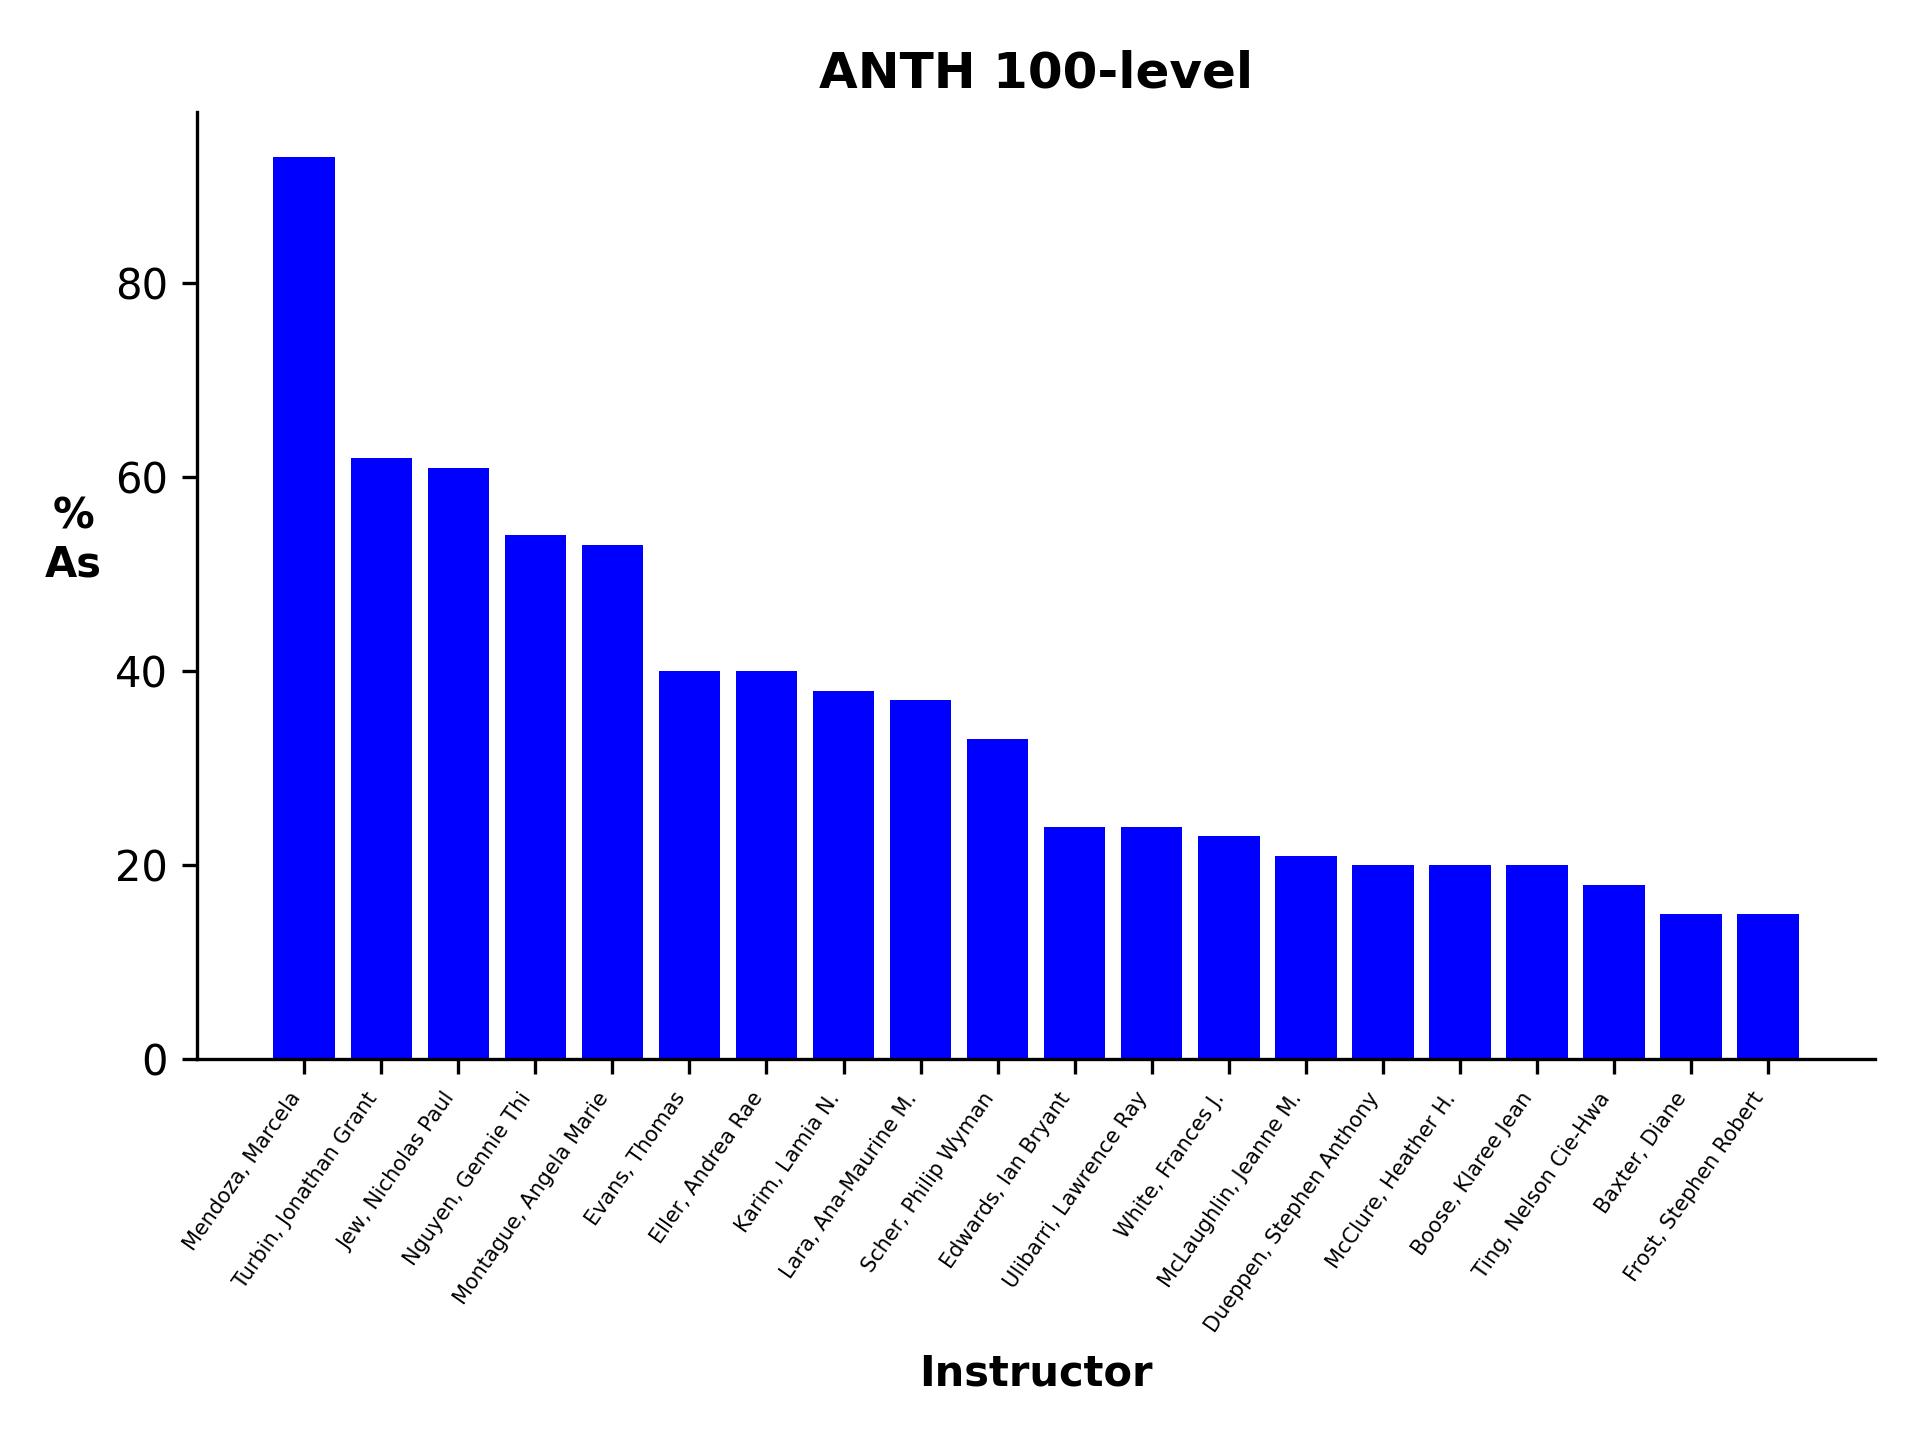 ANTH 100-level
80
60
40
20
0
%
As
Mendoza, Marcela
Turbin, Jonathan Grant
Jew, Nicholas Paul
Nguyen, Gennie Thi
Montague, Angela Marie
Evans, Thomas
Eller, Andrea Rae
Karim, Lamia N.
Lara, Ana-Maurine M.
Scher, Philip Wyman
Edwards, Ian Bryant
Ulibarri, Lawrence Ray
White, Frances J.
McLaughlin, Jeanne M.
Dueppen, Stephen Anthony
McClure, Heather H.
Boose, Klaree Jean
Ting, Nelson Cie-Hwa
Baxter, Diane
Frost, Stephen Robert
Instructor